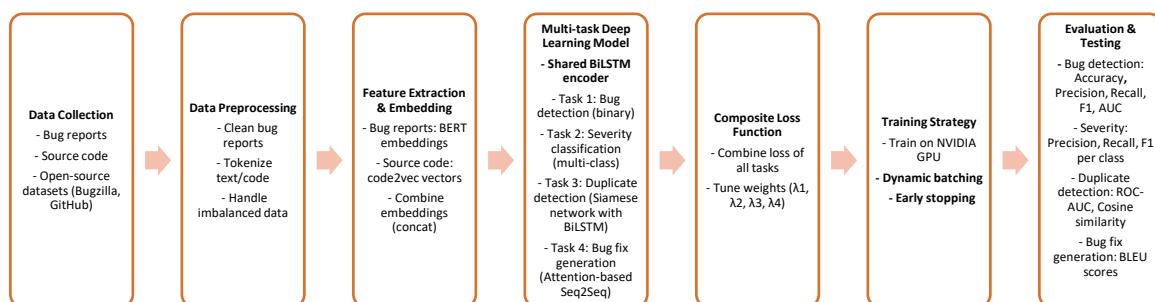 Data Collection
- Bug reports
- Source code
- Open-source
datasets (Bugzilla,
GitHub)
Data Preprocessing
- Clean bug
reports
- Tokenize
text/code
- Handle
imbalanced data
Feature Extraction
& Embedding
- Bug reports: BERT
embeddings
- Source code:
code2vec vectors
- Combine
embeddings
(concat)
Multi-task Deep
Learning Model
- Shared BiLSTM
encoder
- Task 1: Bug
detection (binary)
- Task 2: Severity
classification
(multi-class)
- Task 3: Duplicate
detection (Siamese
network with
BiLSTM)
- Task 4: Bug fix
generation
(Attention-based
Seq2Seq)
Composite Loss
Function
- Combine loss of
all tasks
- Tune weights (λ1,
λ2, λ3, λ4)
Training Strategy
- Train on NVIDIA
GPU
- Dynamic batching
- Early stopping
Evaluation &
Testing
- Bug detection:
Accuracy,
Precision, Recall,
F1, AUC
- Severity:
Precision, Recall, F1
per class
- Duplicate
detection: ROC-
AUC, Cosine
similarity
- Bug fix
generation: BLEU
scores